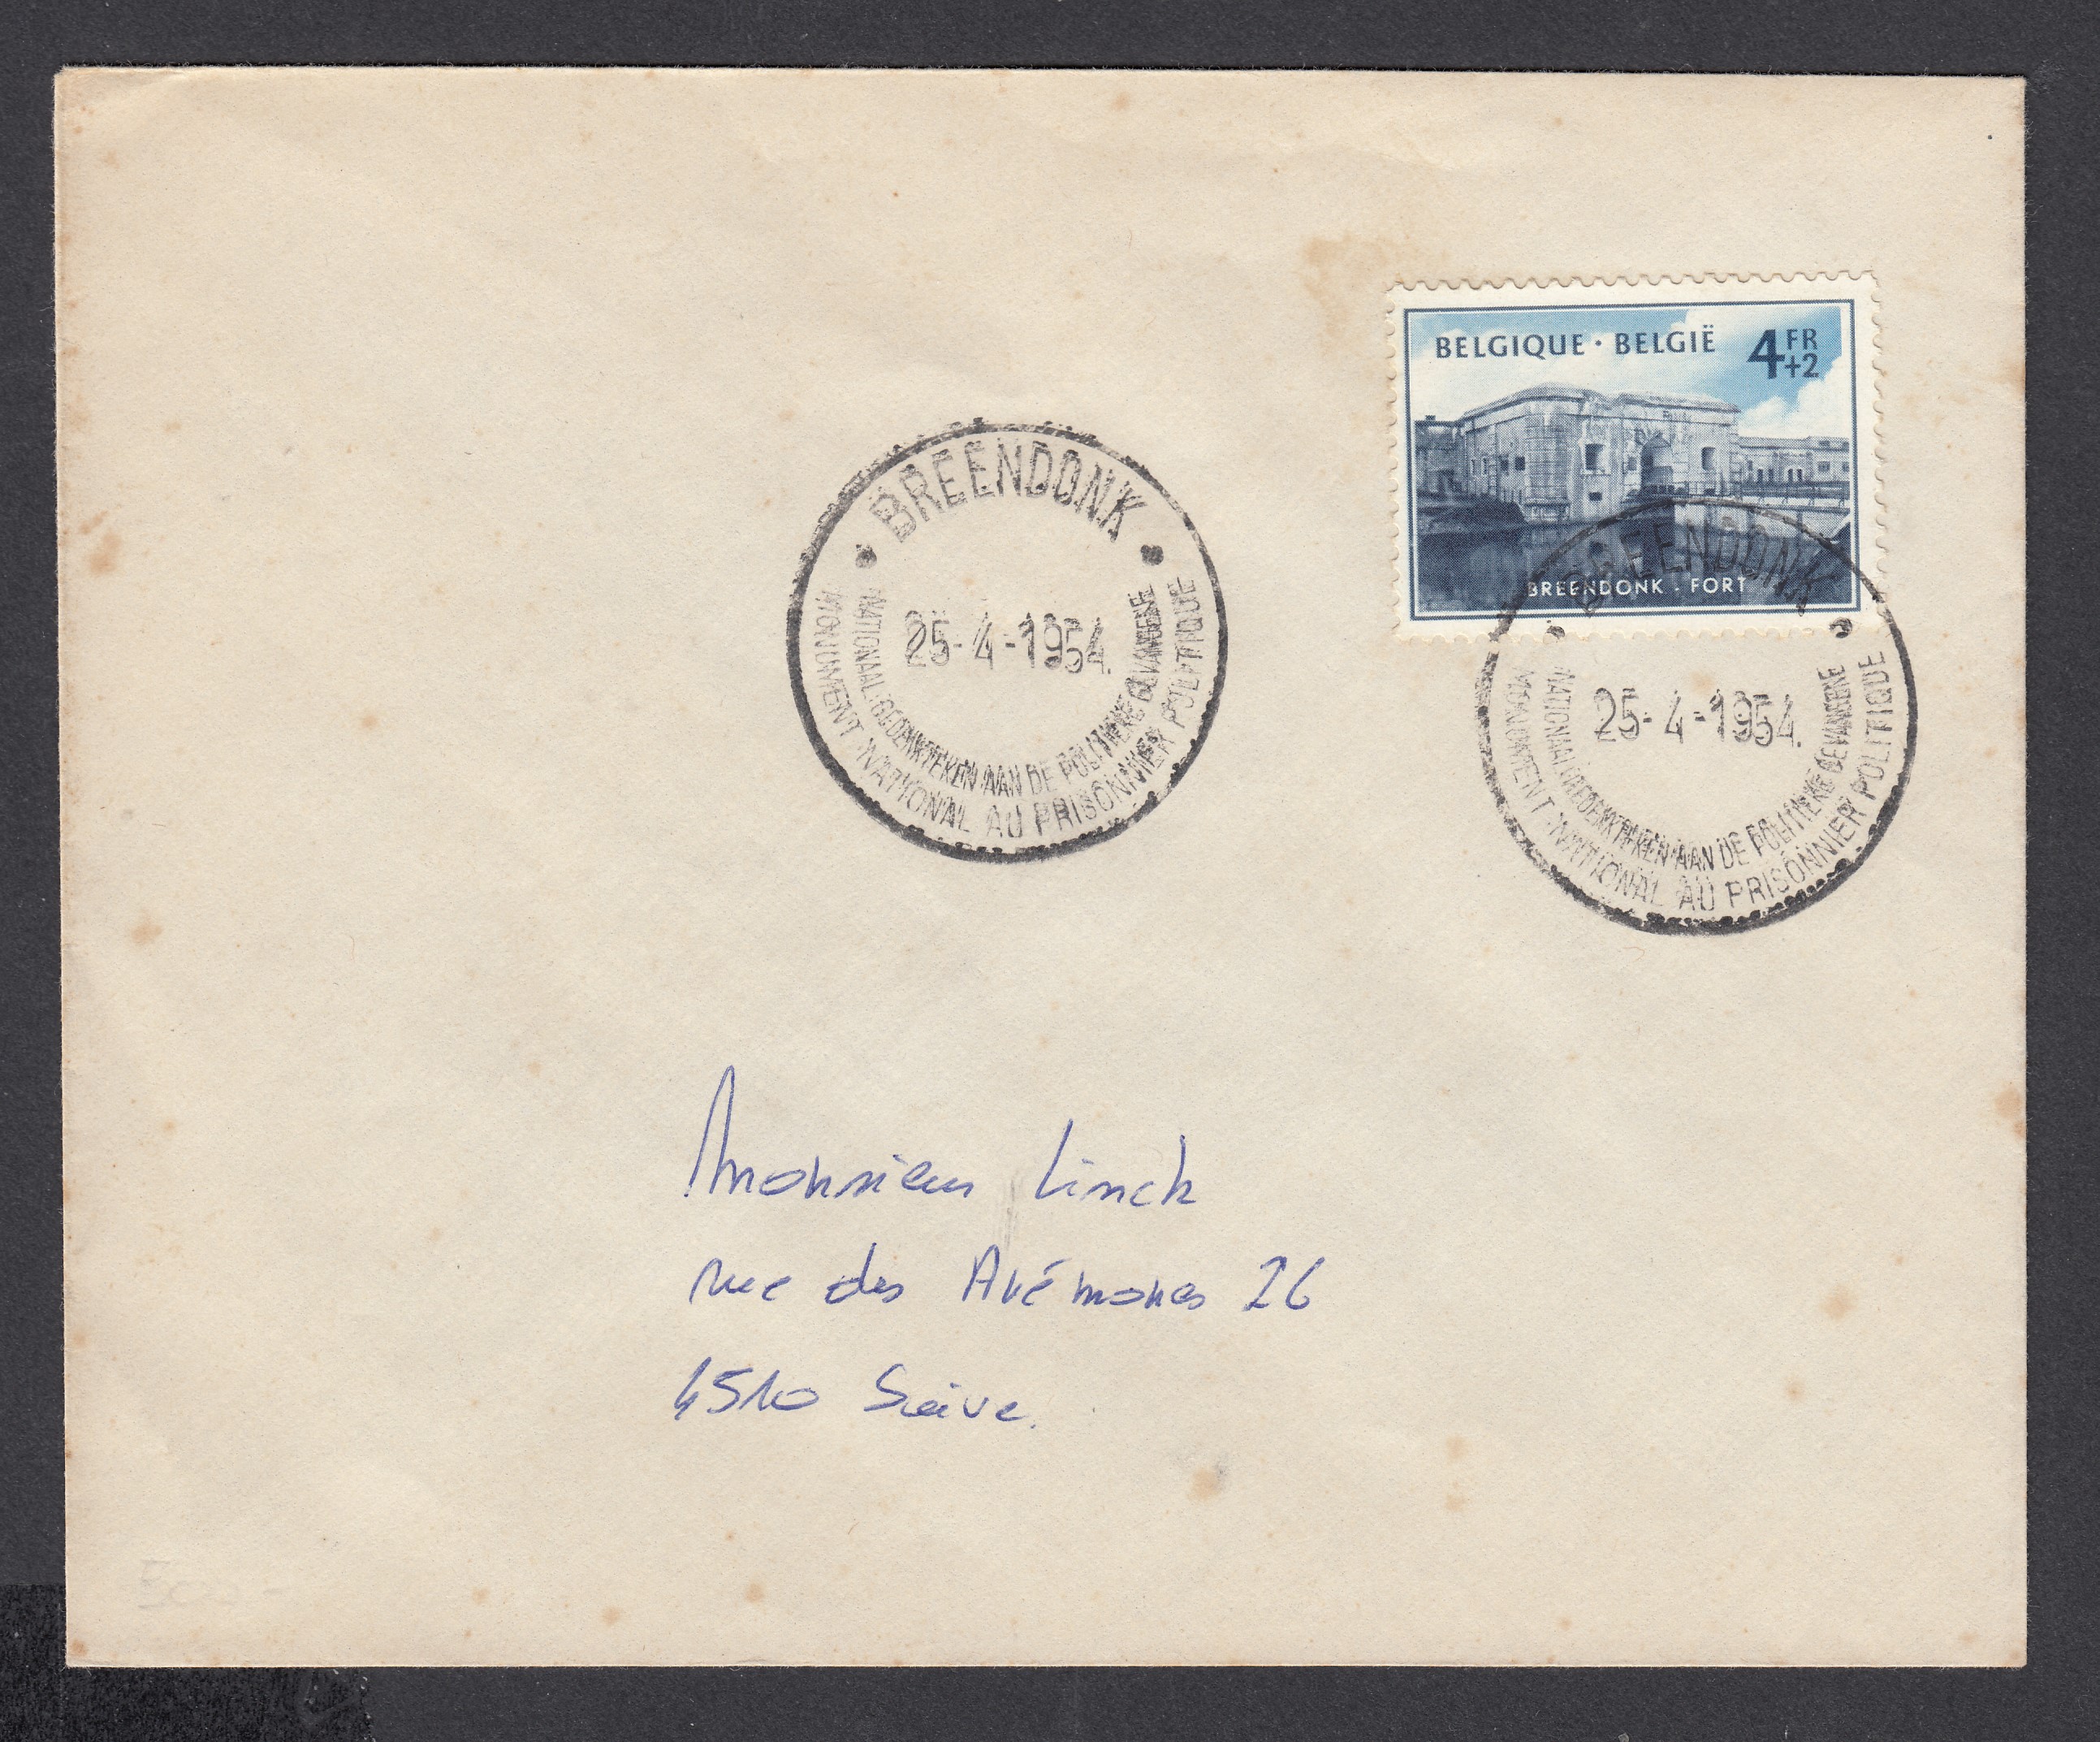 BELGIQUE · BELGIË 4 FR +2
BREENDONK - FORT
BREENDONK
25-4-1954.
NATIONAAL GEDENKTEKEN AAN DE POLITIEKE GEVANGENE
MONUMENT NATIONAL AU PRISONNIER POLITIQUE
BREENDONK
25-4-1954.
NATIONAAL GEDENKTEKEN AAN DE POLITIEKE GEVANGENE
MONUMENT NATIONAL AU PRISONNIER POLITIQUE
Monsieur Linck
rue des Anémones 26
4510 Saive.